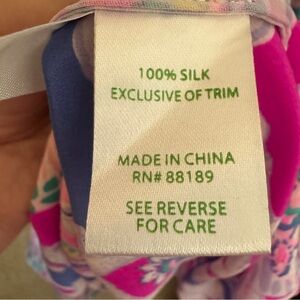 100% SILK
EXCLUSIVE OF TRIM
MADE IN CHINA
RN# 88189
SEE REVERSE
FOR CARE